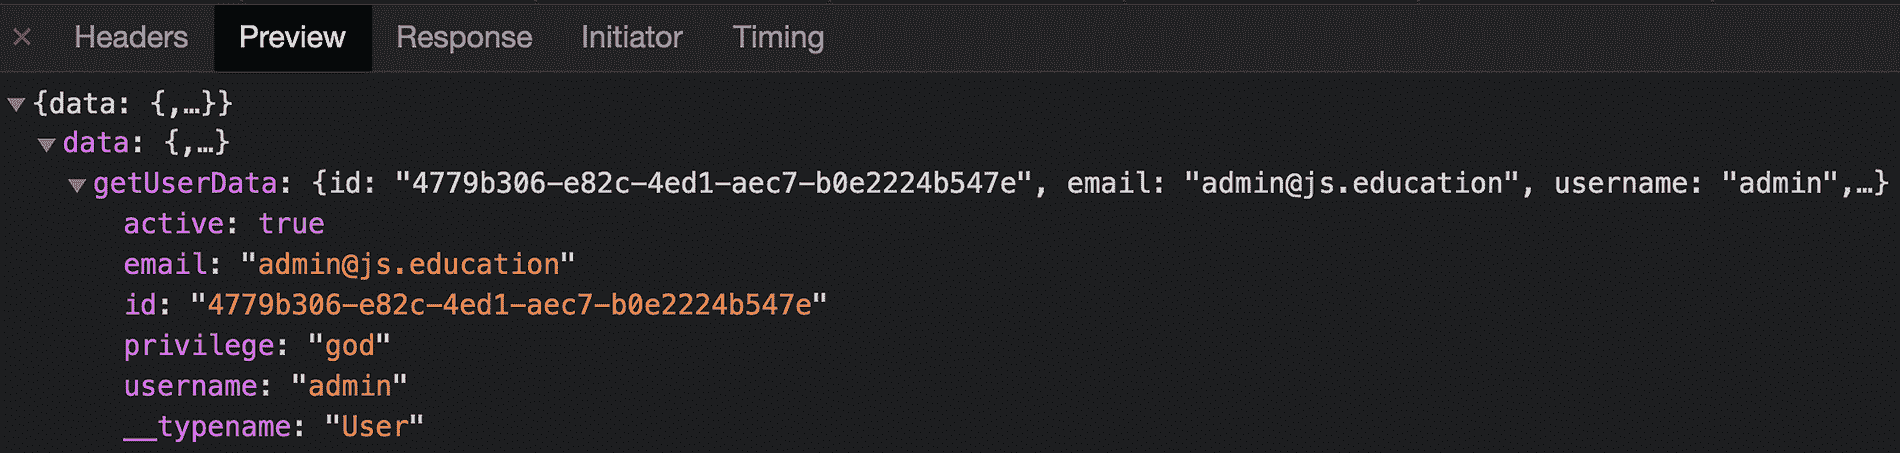 × Headers Preview Response Initiator Timing
▼{data: {,…}}
▼data: {,…}
▼getUserData: {id: "4779b306-e82c-4ed1-aec7-b0e2224b547e", email: "admin@js.education", username: "admin",…}
active: true
email: "admin@js.education"
id: "4779b306-e82c-4ed1-aec7-b0e2224b547e"
privilege: "god"
username: "admin"
__typename: "User"